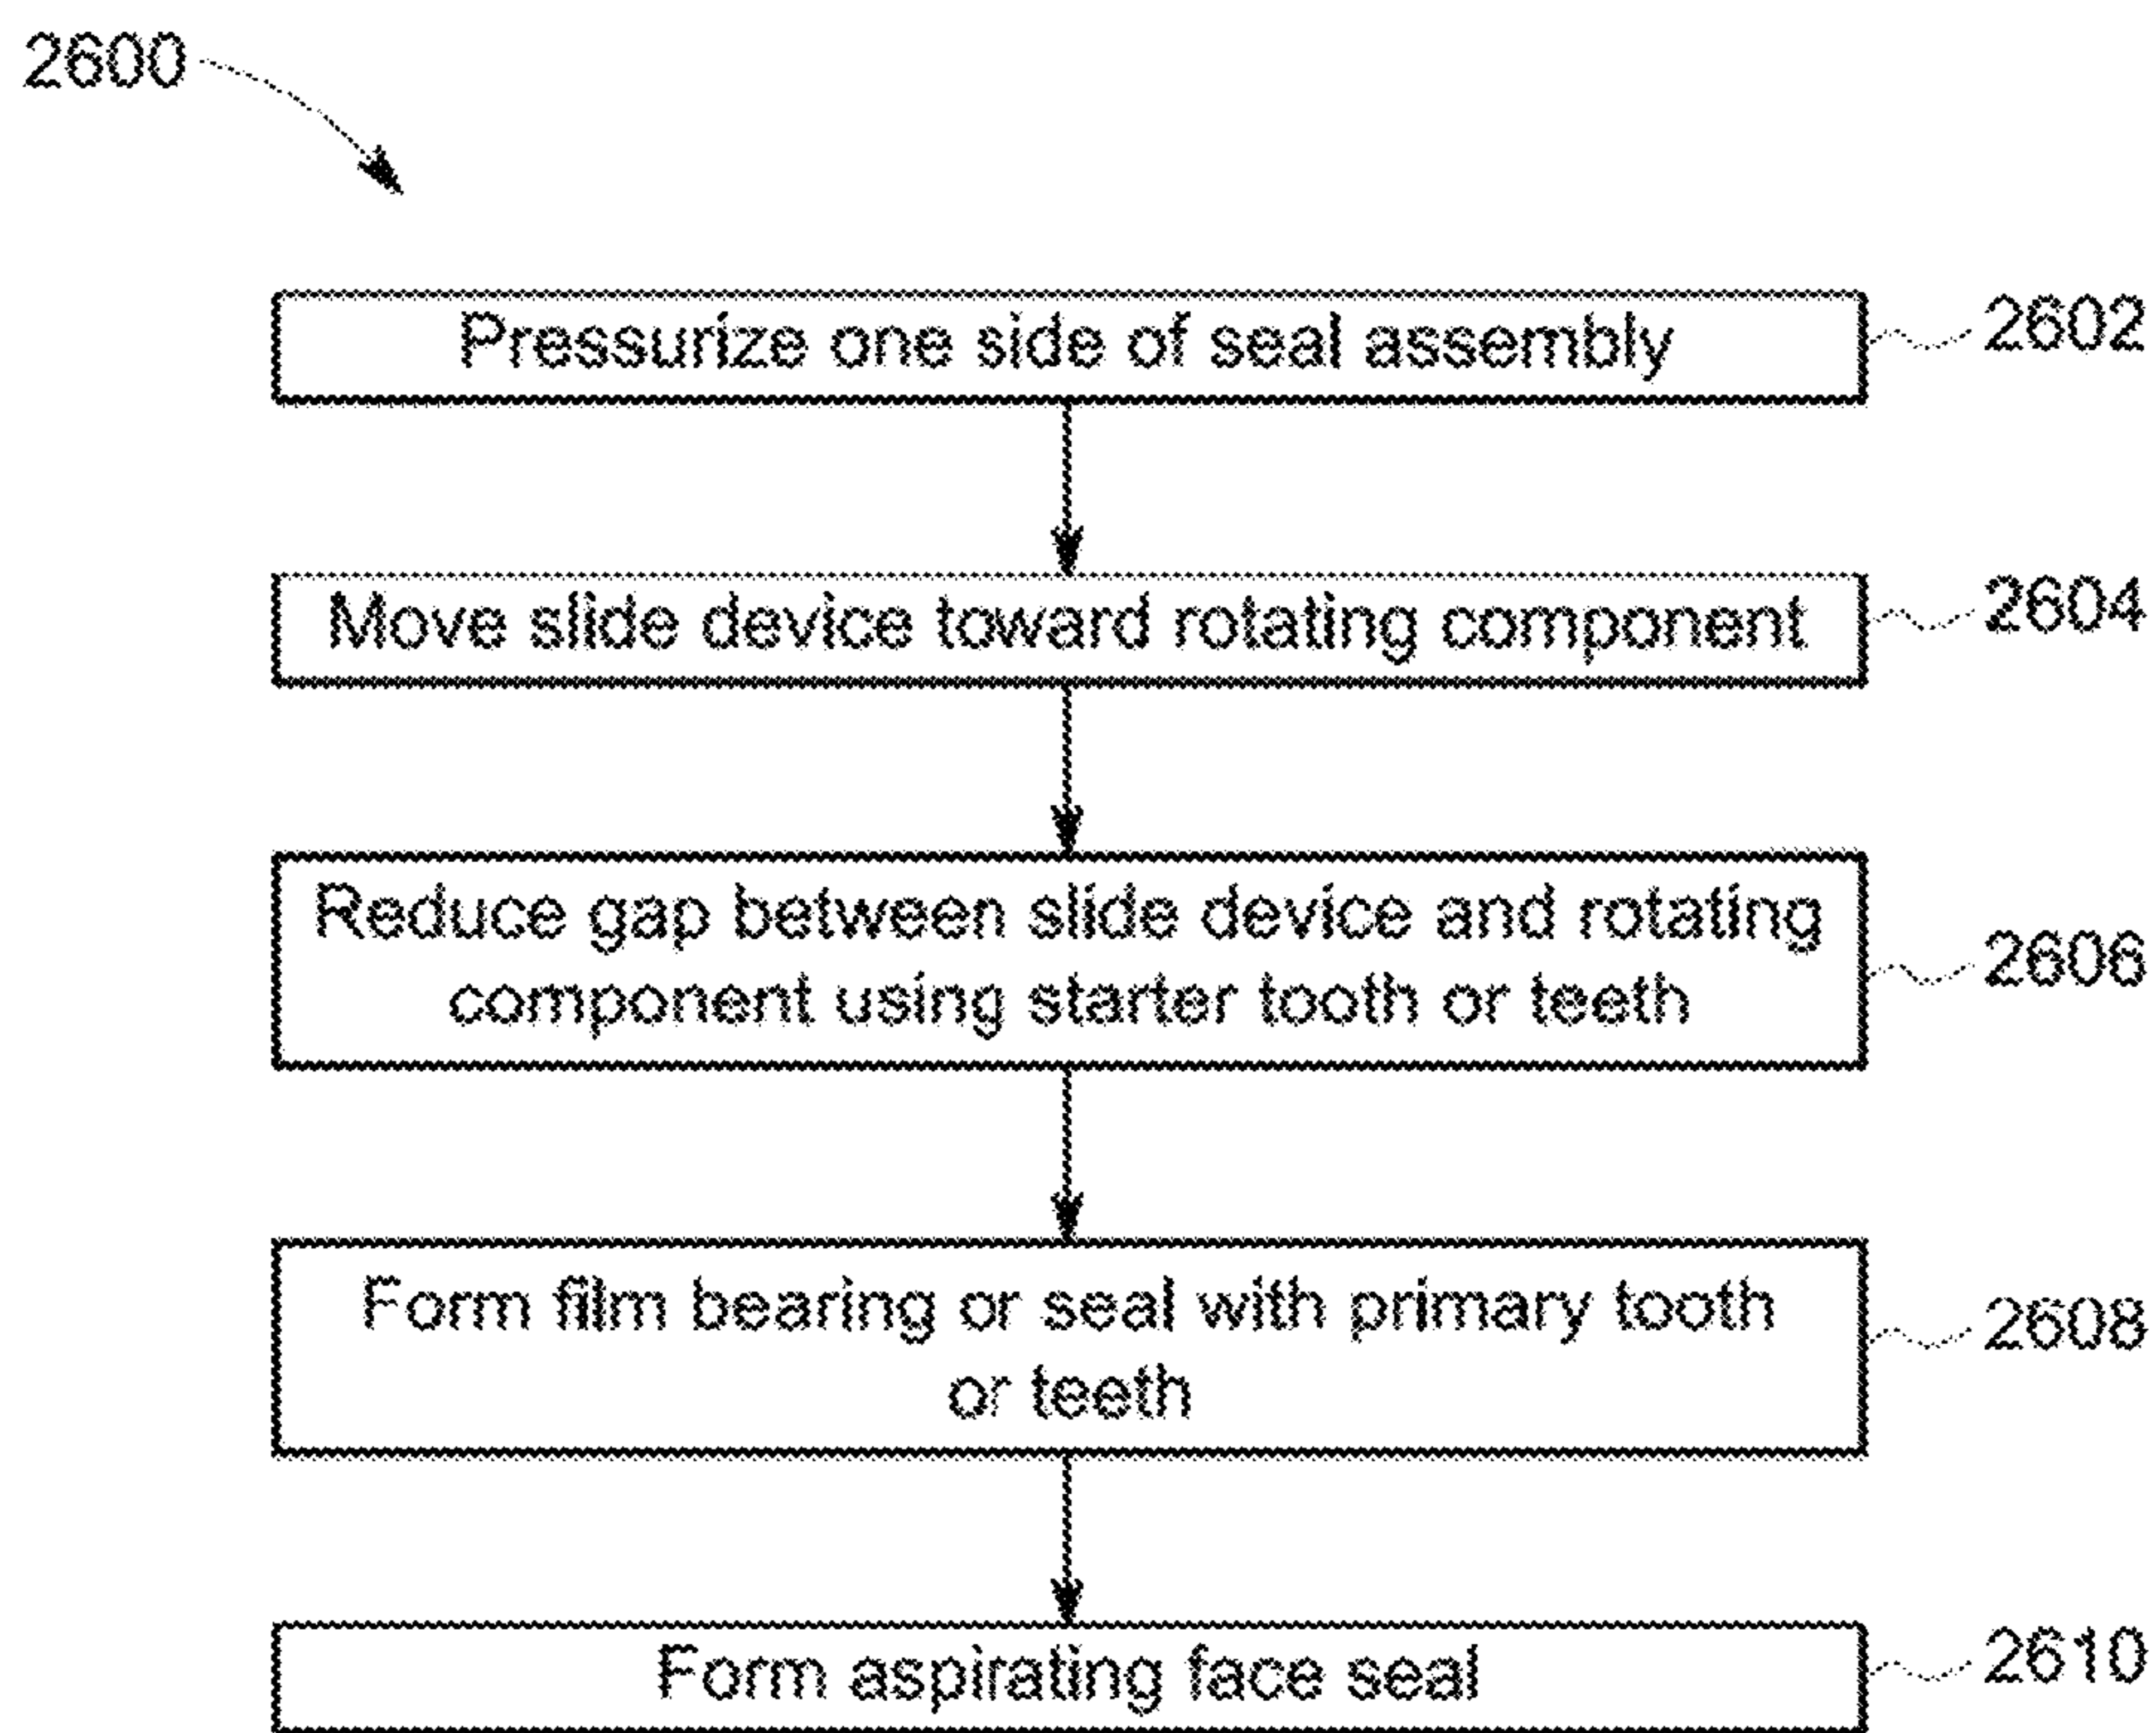 2600
Pressurize one side of seal assembly
2602
Move slide device toward rotating component
2604
Reduce gap between slide device and rotating
component using starter tooth or teeth
2606
Form film bearing or seal with primary tooth
or teeth
2608
Form aspirating face seal
2610